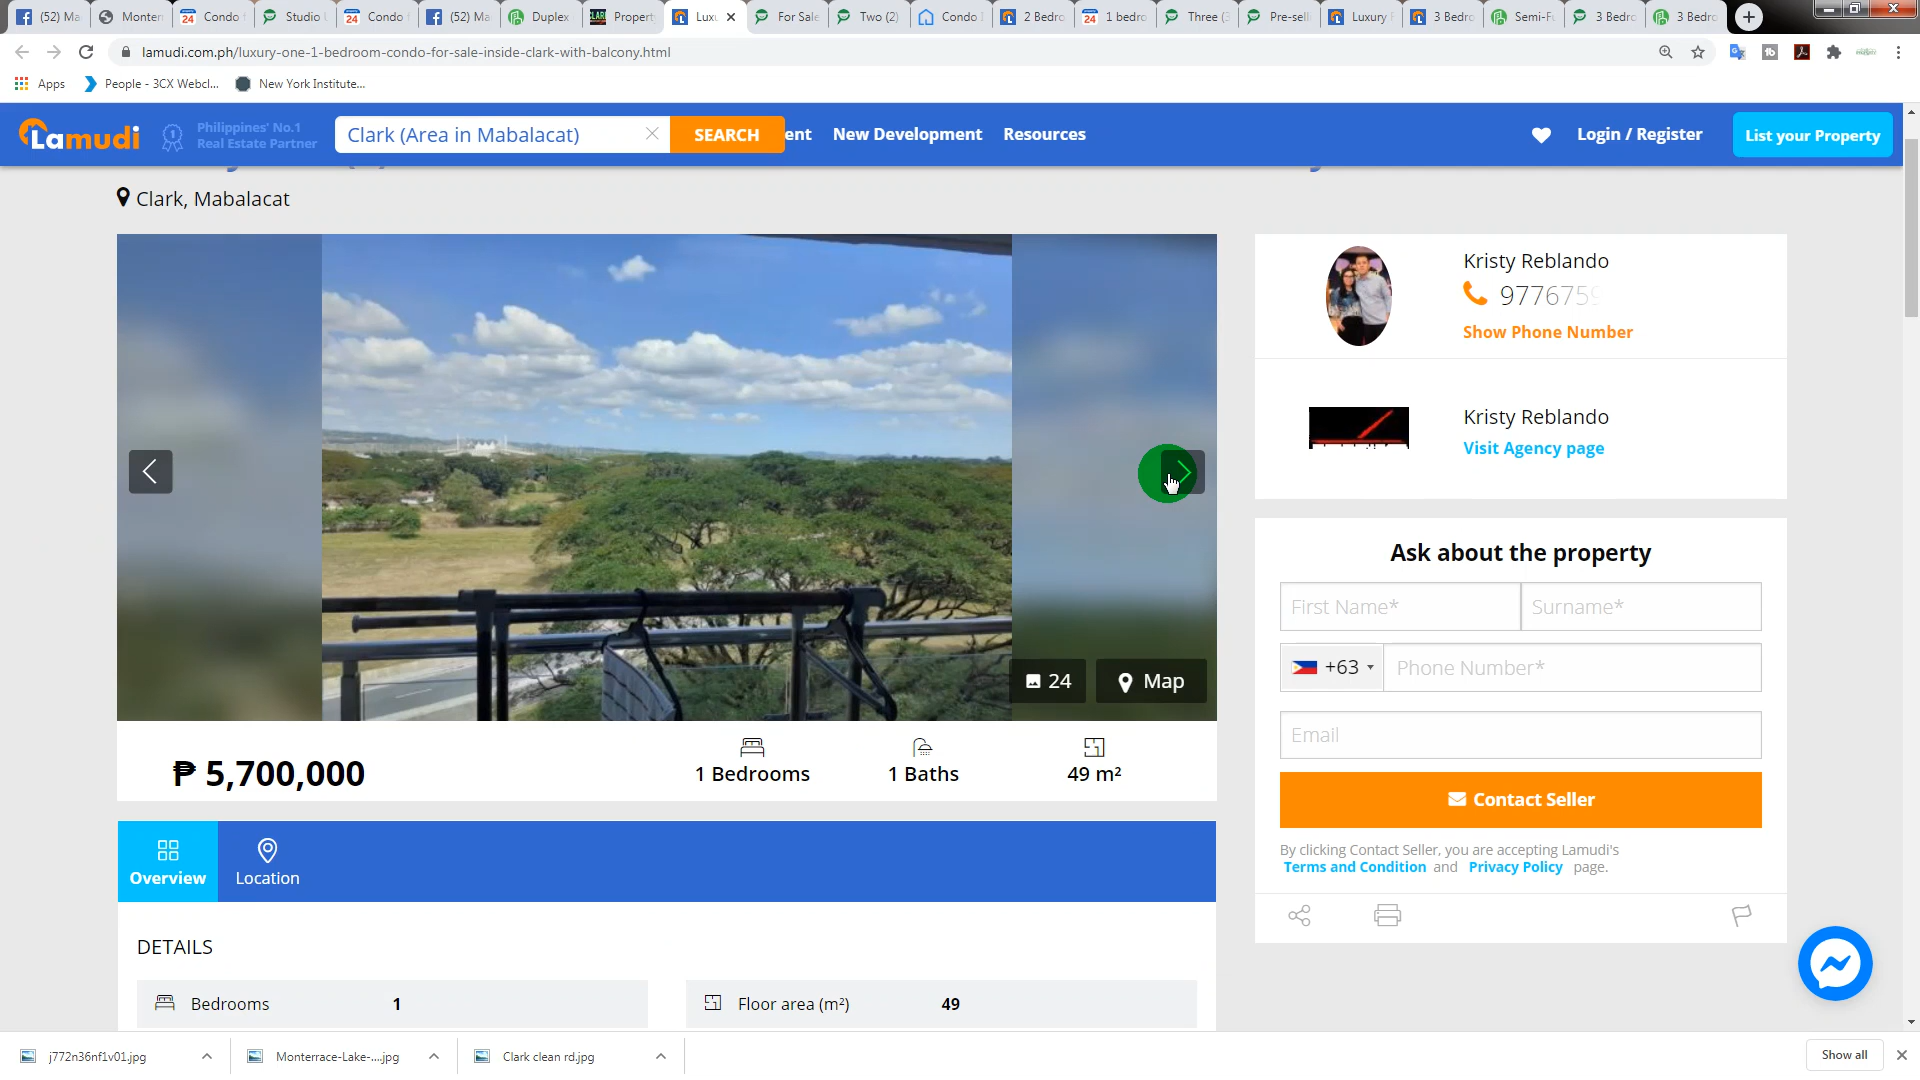 (52) Ma
Monter
Condo f
Studio U
Condo f
(52) Ma
Duplex
Property
Luxu
For Sale
Two (2)
Condo I
2 Bedro
1 bedro
Three (3
Pre-selli
Luxury F
3 Bedro
Semi-Fu
3 Bedro
3 Bedro
lamudi.com.ph/luxury-one-1-bedroom-condo-for-sale-inside-clark-with-balcony.html
Apps
People - 3CX Webcl...
New York Institute...
Lamudi
Philippines' No.1
Real Estate Partner
Clark (Area in Mabalacat)
SEARCH
ent
New Development
Resources
Login / Register
List your Property
Clark, Mabalacat
24
Map
₱ 5,700,000
1 Bedrooms
1 Baths
49 m²
Overview
Location
DETAILS
Bedrooms 1
Floor area (m²) 49
Kristy Reblando
9776759
Show Phone Number
Kristy Reblando
Visit Agency page
Ask about the property
First Name*
Surname*
+63
Phone Number*
Email
Contact Seller
By clicking Contact Seller, you are accepting Lamudi's
Terms and Condition and Privacy Policy page.
j772n36nf1v01.jpg
Monterrace-Lake-....jpg
Clark clean rd.jpg
Show all